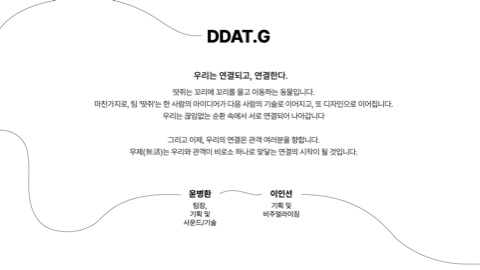 DDAT.G
우리는 연결되고, 연결한다.
땃쥐는 꼬리에 꼬리를 물고 이동하는 동물입니다.
마찬가지로, 팀 '땃쥐'는 한 사람의 아이디어가 다음 사람의 기술로 이어지고, 또 디자인으로 이어집니다.
우리는 끊임없는 순환 속에서 서로 연결되어 나아갑니다
그리고 이제, 우리의 연결은 관객 여러분을 향합니다.
무제(無題)는 우리와 관객이 비로소 하나로 맞닿는 연결의 시작이 될 것입니다.
윤병환
팀장,
기획 및
사운드/기술
이인선
기획 및
비주얼라이징